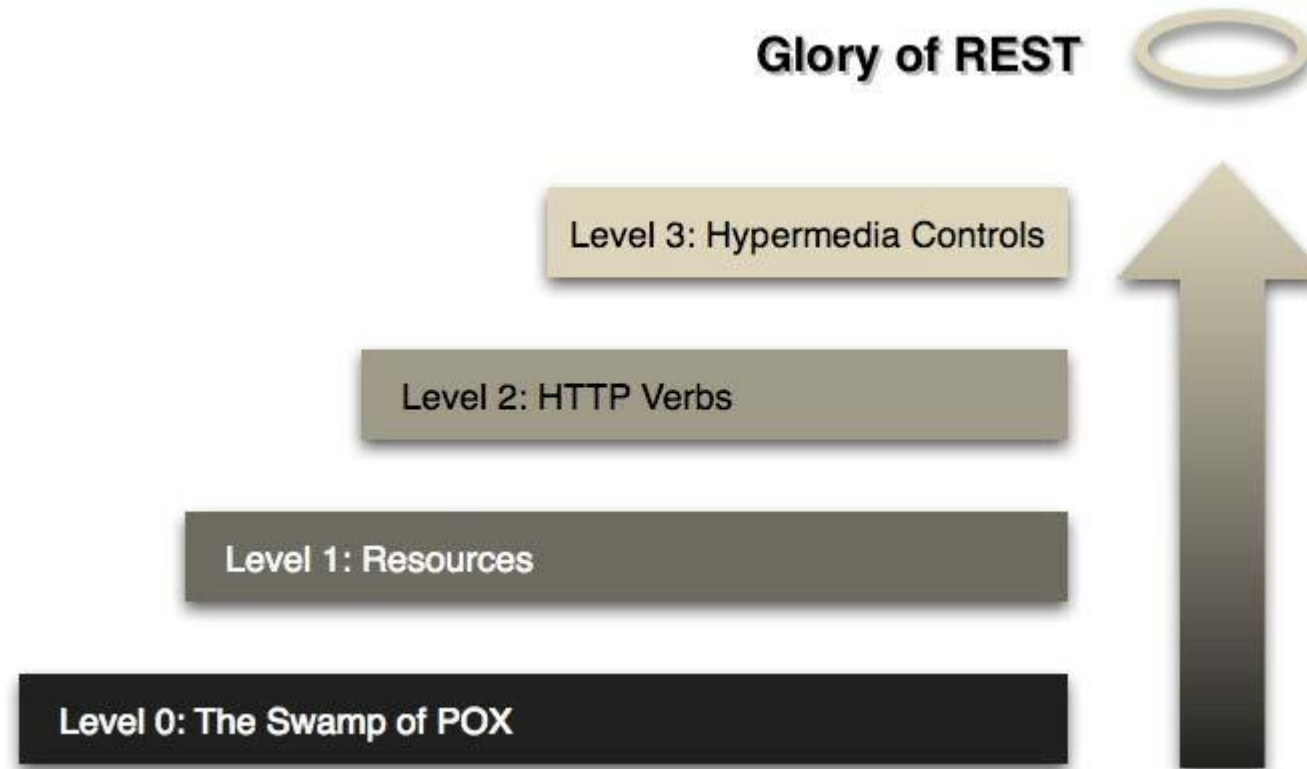 Glory of REST
Level 3: Hypermedia Controls
Level 2: HTTP Verbs
Level 1: Resources
Level 0: The Swamp of POX